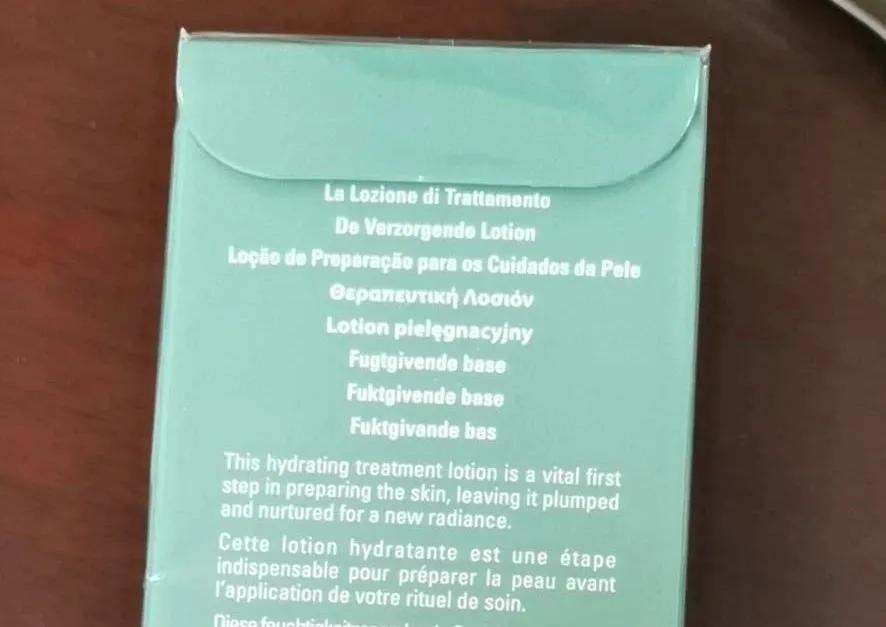 La Lozione di Trattamento
De Verzorgende Lotion
Loção de Preparação para os Cuidados da Pele
Θεραπευτική Λοσιόν
Lotion pielęgnacyjny
Fugtgivende base
Fuktgivende base
Fuktgivande bas
This hydrating treatment lotion is a vital first
step in preparing the skin, leaving it plumped
and nurtured for a new radiance.
Cette lotion hydratante est une étape
indispensable pour préparer la peau avant
l'application de votre rituel de soin.
Diese